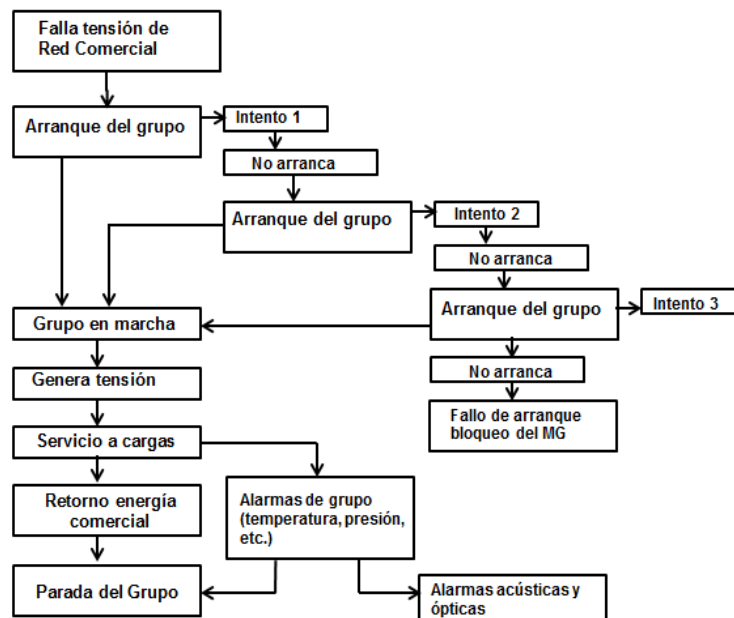 Falla tensión de
Red Comercial
Arranque del grupo
Intento 1
No arranca
Arranque del grupo
Intento 2
No arranca
Arranque del grupo
Intento 3
Grupo en marcha
No arranca
Genera tensión
Fallo de arranque
bloqueo del MG
Servicio a cargas
Retorno energía
comercial
Alarmas de grupo
(temperatura, presión,
etc.)
Parada del Grupo
Alarmas acústicas y
ópticas